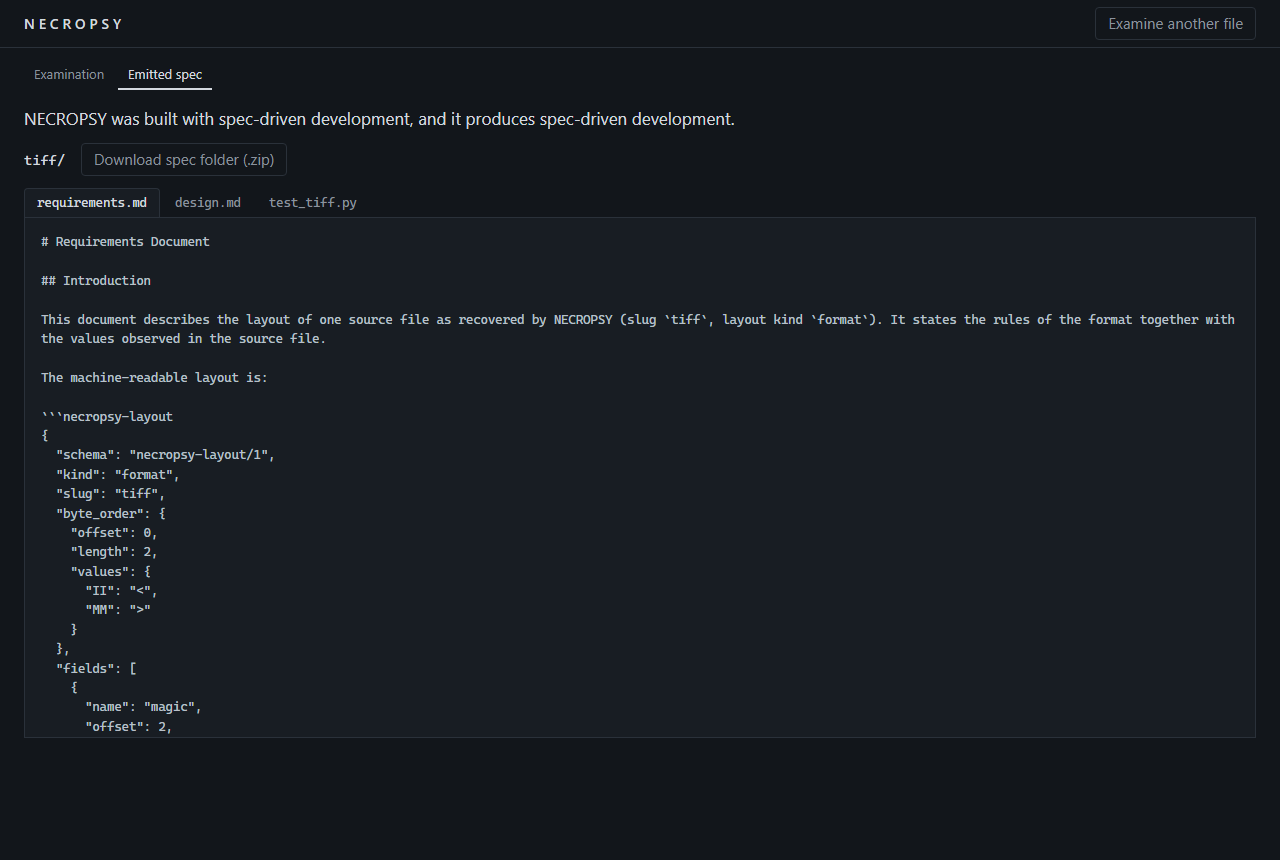 NECROPSY
Examine another file
Examination
Emitted spec
NECROPSY was built with spec-driven development, and it produces spec-driven development.
tiff/
Download spec folder (.zip)
requirements.md
design.md
test_tiff.py
# Requirements Document
## Introduction
This document describes the layout of one source file as recovered by NECROPSY (slug `tiff`, layout kind `format`). It states the rules of the format together with
the values observed in the source file.
The machine-readable layout is:
```necropsy-layout
{
  "schema": "necropsy-layout/1",
  "kind": "format",
  "slug": "tiff",
  "byte_order": {
    "offset": 0,
    "length": 2,
    "values": {
      "II": "<",
      "MM": ">"
    }
  },
  "fields": [
    {
      "name": "magic",
      "offset": 2,